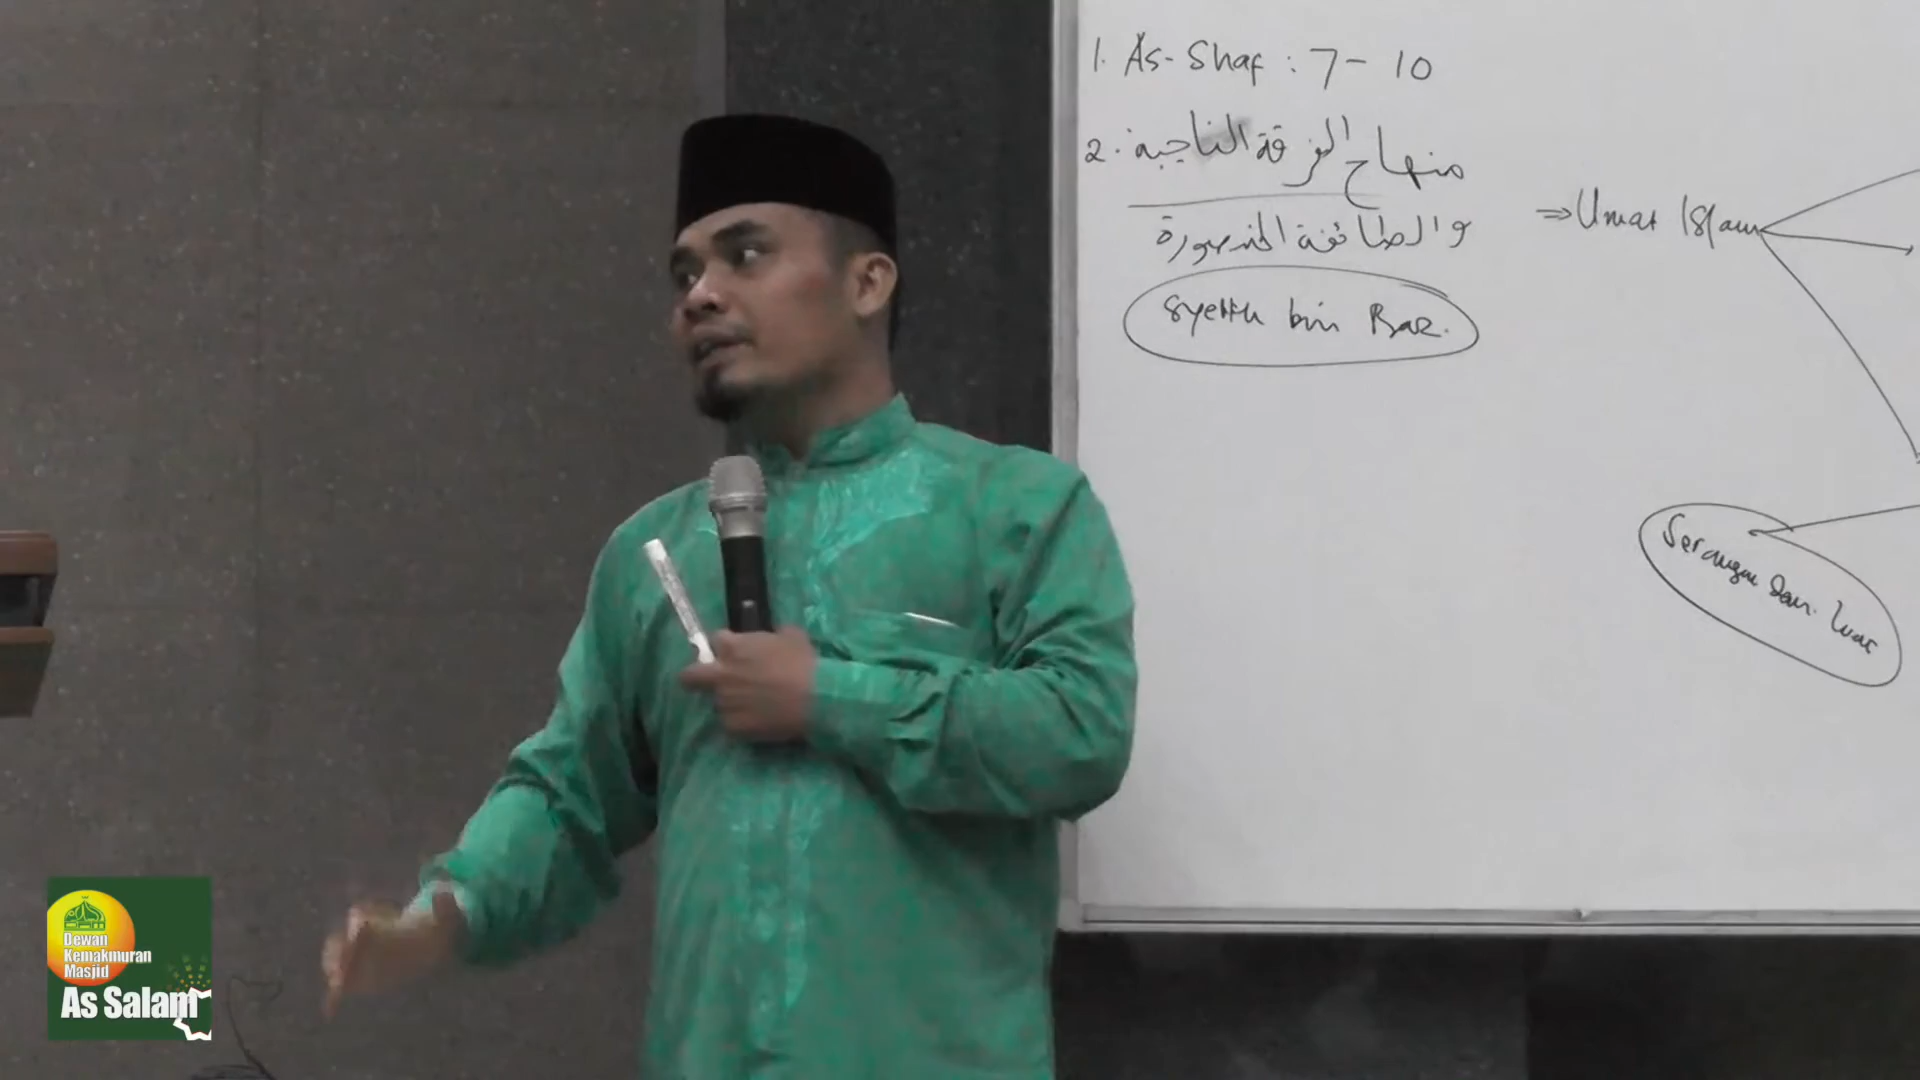 1. As-Shaf : 7 - 10
2. منهاج الفرقة الناجية
والطائفة المنصورة
Syekh bin Baz.
⇒ Umat Islam
Serangan dari luar
Dewan
Kemakmuran
Masjid
As Salam